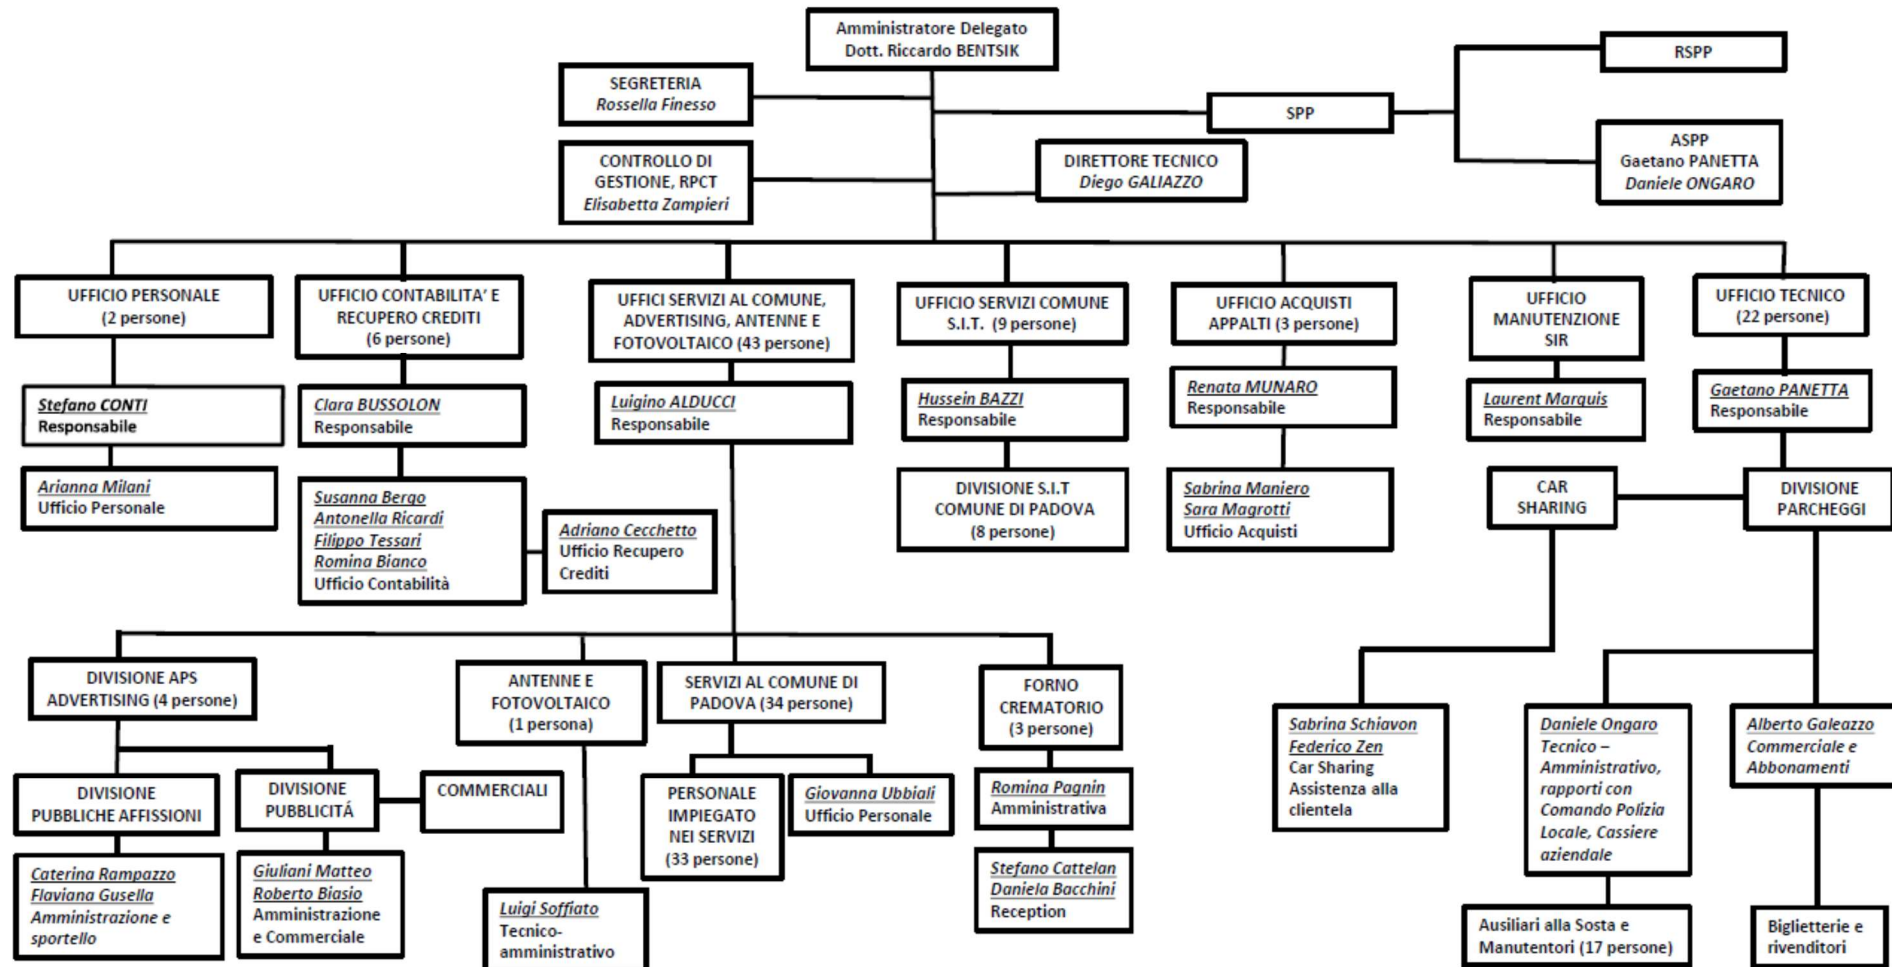 Amministratore Delegato
Dott. Riccardo BENTSIK
SEGRETERIA
Rossella Finesso
SPP
RSPP
CONTROLLO DI
GESTIONE, RPCT
Elisabetta Zampieri
DIRETTORE TECNICO
Diego GALIAZZO
ASPP
Gaetano PANETTA
Daniele ONGARO
UFFICIO PERSONALE
(2 persone)
UFFICIO CONTABILITA’ E
RECUPERO CREDITI
(6 persone)
UFFICI SERVIZI AL COMUNE,
ADVERTISING, ANTENNE E
FOTOVOLTAICO (43 persone)
UFFICIO SERVIZI COMUNE
S.I.T. (9 persone)
UFFICIO ACQUISTI
APPALTI (3 persone)
UFFICIO
MANUTENZIONE
SIR
UFFICIO TECNICO
(22 persone)
Stefano CONTI
Responsabile
Clara BUSSOLON
Responsabile
Luigino ALDUCCI
Responsabile
Hussein BAZZI
Responsabile
Renata MUNARO
Responsabile
Laurent Marquis
Responsabile
Gaetano PANETTA
Responsabile
Arianna Milani
Ufficio Personale
Susanna Bergo
Antonella Ricardi
Filippo Tessari
Romina Bianco
Ufficio Contabilità
Adriano Cecchetto
Ufficio Recupero
Crediti
DIVISIONE S.I.T
COMUNE DI PADOVA
(8 persone)
Sabrina Maniero
Sara Magrotti
Ufficio Acquisti
CAR
SHARING
DIVISIONE
PARCHEGGI
DIVISIONE APS
ADVERTISING (4 persone)
ANTENNE E
FOTOVOLTAICO
(1 persona)
SERVIZI AL COMUNE DI
PADOVA (34 persone)
FORNO
CREMATORIO
(3 persone)
Sabrina Schiavon
Federico Zen
Car Sharing
Assistenza alla
clientela
Daniele Ongaro
Tecnico –
Amministrativo,
rapporti con
Comando Polizia
Locale, Cassiere
aziendale
Alberto Galeazzo
Commerciale e
Abbonamenti
DIVISIONE
PUBBLICHE AFFISSIONI
DIVISIONE
PUBBLICITÁ
COMMERCIALI
PERSONALE
IMPIEGATO
NEI SERVIZI
(33 persone)
Giovanna Ubbiali
Ufficio Personale
Romina Pagnin
Amministrativa
Caterina Rampazzo
Flaviana Gusella
Amministrazione e
sportello
Giuliani Matteo
Roberto Biasio
Amministrazione
e Commerciale
Luigi Soffiato
Tecnico-
amministrativo
Stefano Cattelan
Daniela Bacchini
Reception
Ausiliari alla Sosta e
Manutentori (17 persone)
Biglietterie e
rivenditori